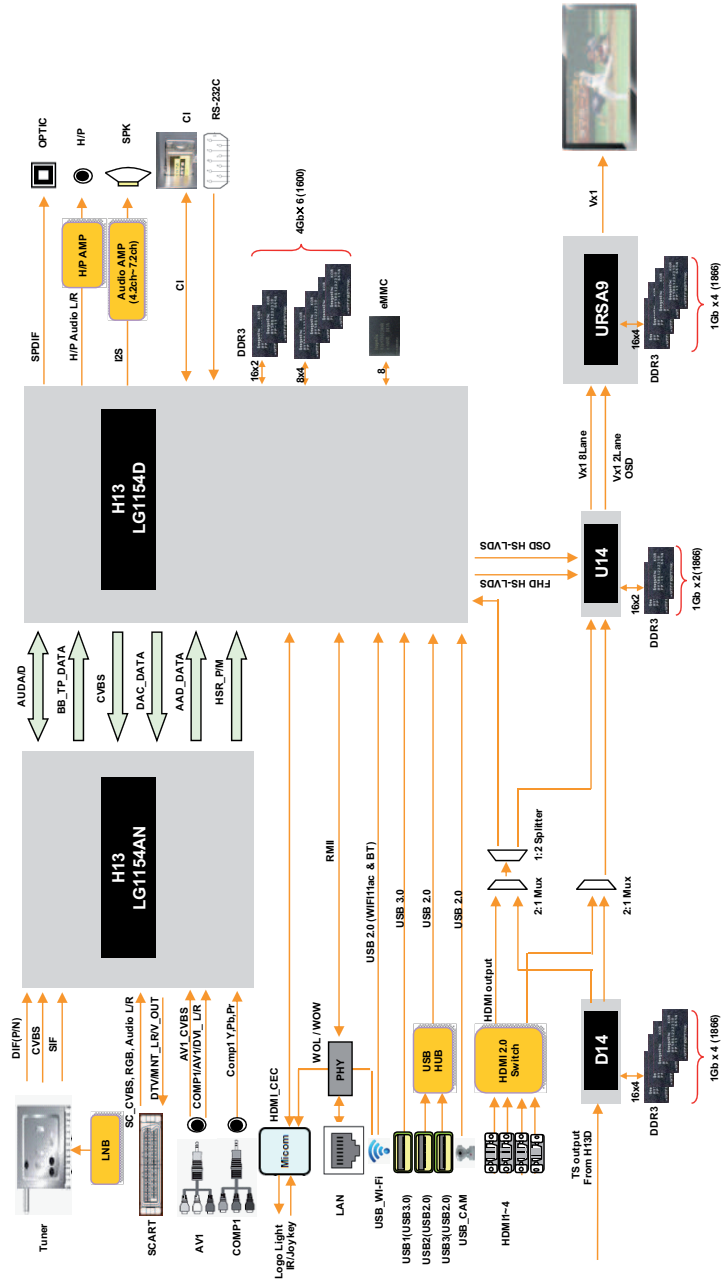 Tuner
LNB
DIF(P/N)
CVBS
SIF
SCART
SC_CVBS, RGB, Audio L/R
DTV/MNT_LR/V_OUT
AV1
AV1_CVBS
COMP1/AV1/DVI_ L/R
COMP1
Comp1 Y,Pb,Pr
H13
LG1154AN
AUDA/D
BB_TP_DATA
CVBS
DAC_DATA
AAD_DATA
HSR_P/M
H13
LG1154D
SPDIF
OPTIC
H/P Audio L/R
H/P AMP
H/P
I2S
Audio AMP
(4.2ch~7.2ch)
SPK
CI
CI
RS-232C
DDR3
16x2
8x4
4GbX 6 (1600)
eMMC
8
Logo Light
IR/Joy key
Micom
HDMI_CEC
WOL / WOW
LAN
PHY
RMII
USB_WI-Fi
USB 2.0 (WIFI11ac & BT)
USB1(USB3.0)
USB 3.0
USB2(USB2.0)
USB3(USB2.0)
USB
HUB
USB 2.0
USB_CAM
USB 2.0
HDMI1~4
HDMI 2.0
Switch
HDMI output
2:1 Mux
1:2 Splitter
2:1 Mux
FHD HS-LVDS
OSD HS-LVDS
TS output
From H13D
D14
16x4
DDR3
1Gb x 4 (1866)
U14
16x2
DDR3
1Gb x 2(1866)
Vx1 8Lane
Vx1 2Lane
OSD
URSA9
16x4
DDR3
1Gb x 4 (1866)
Vx1